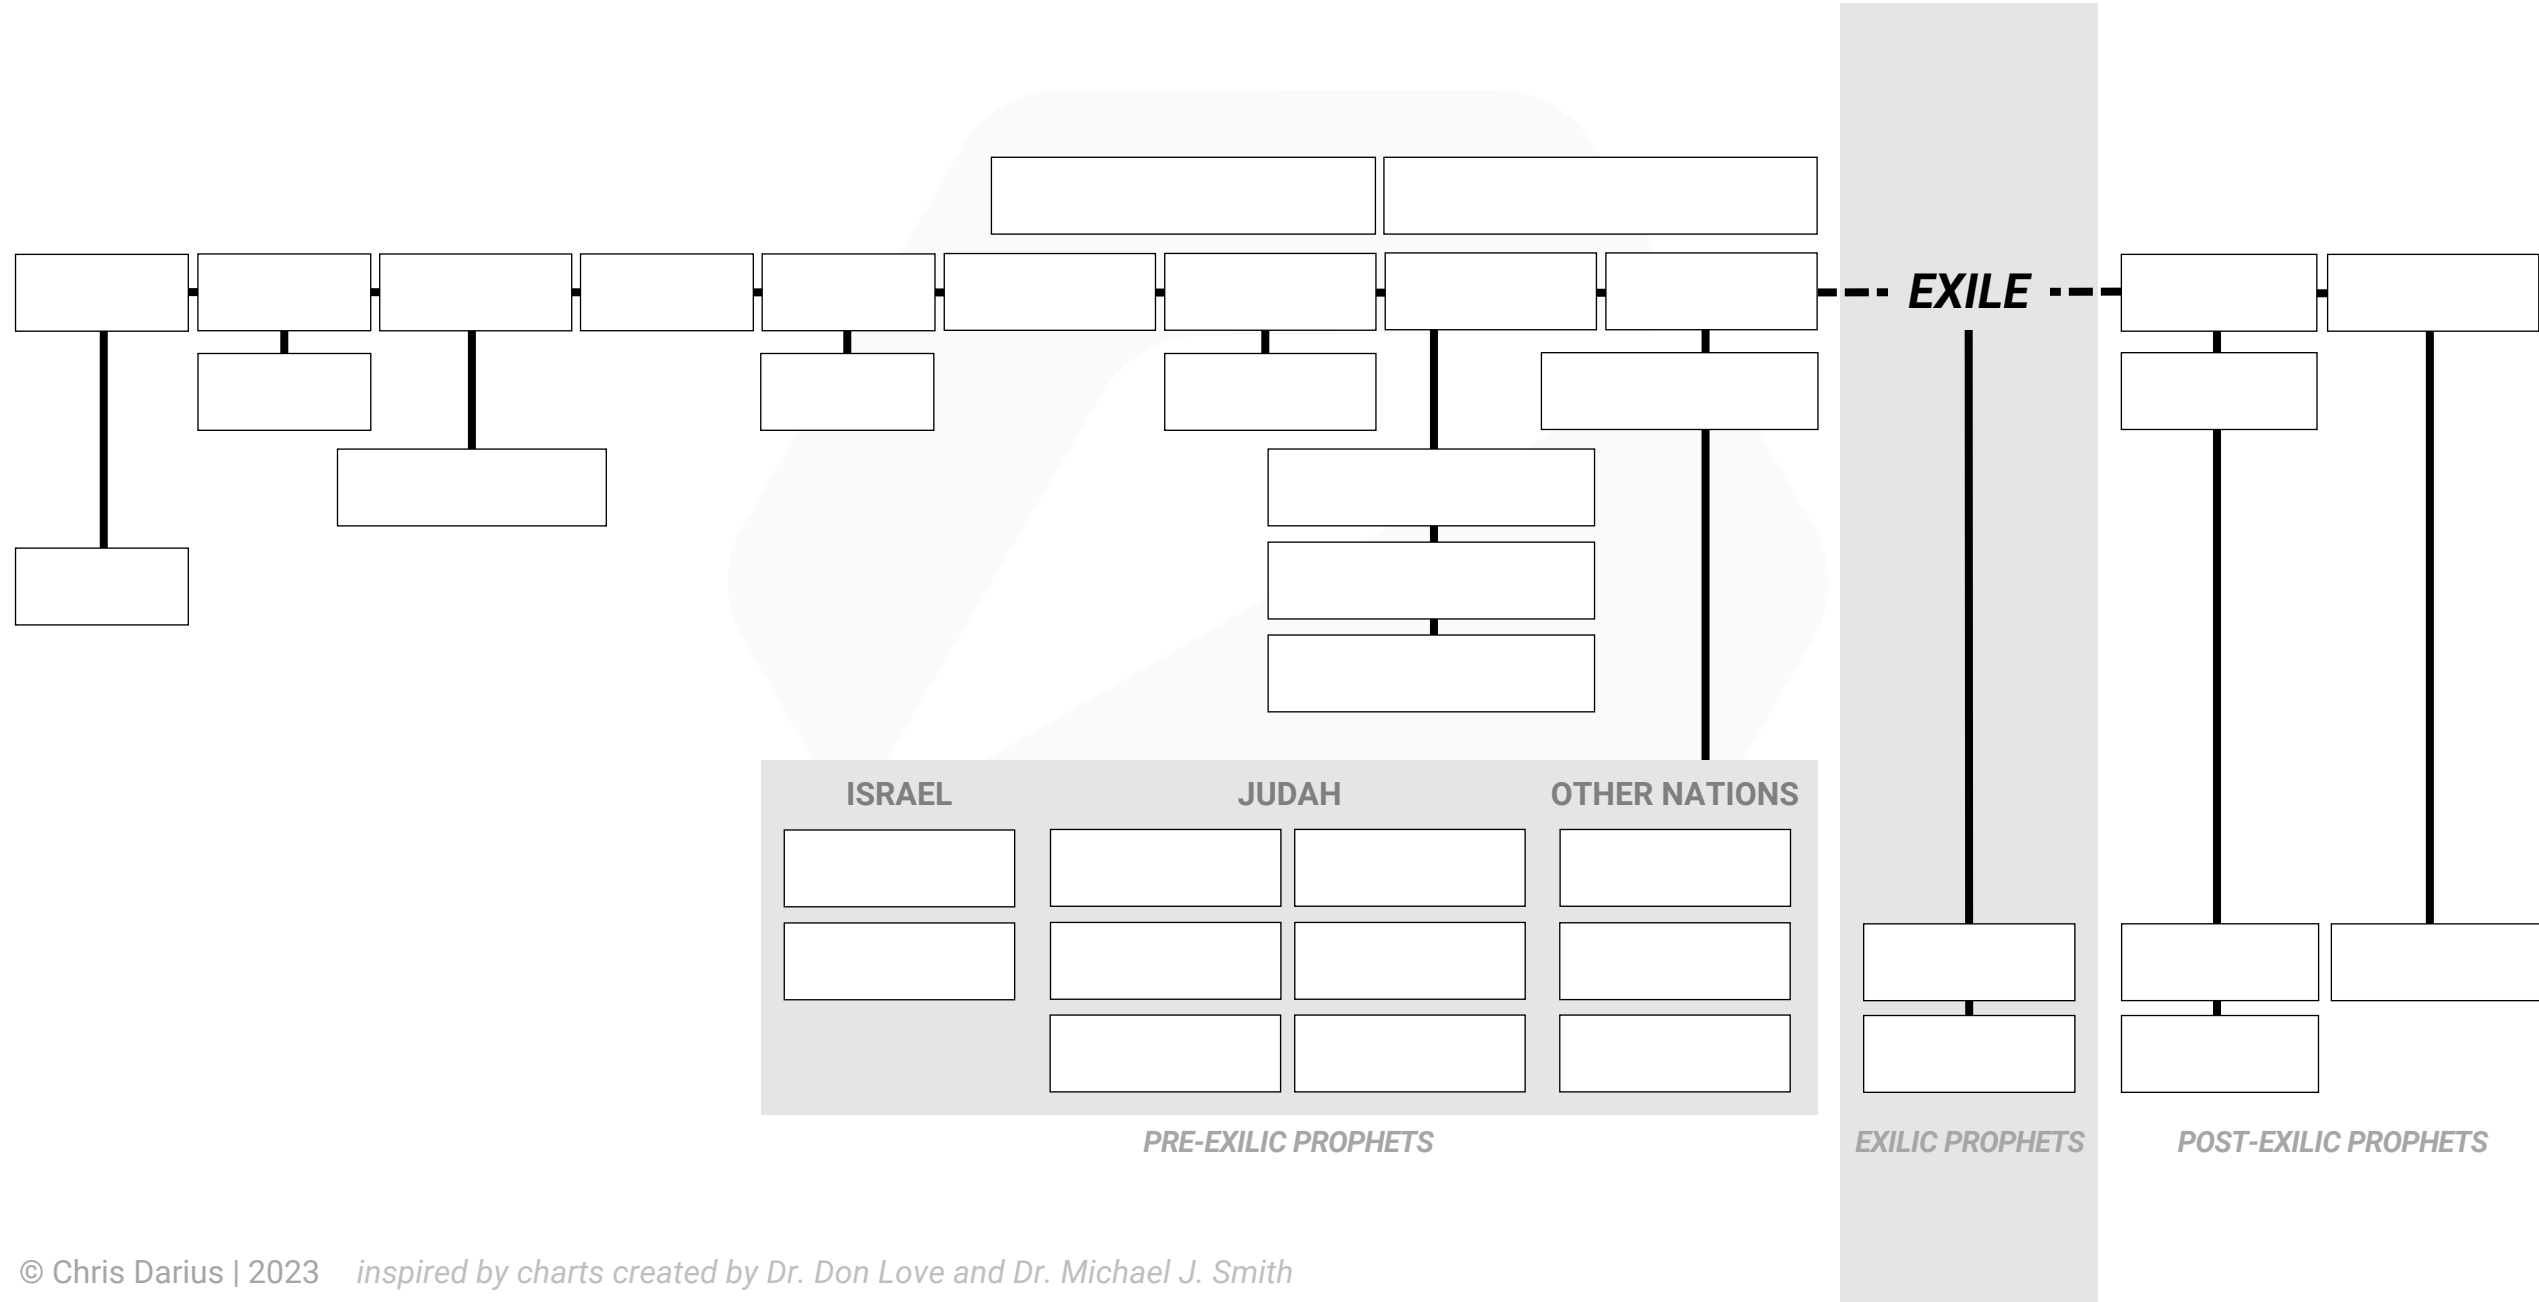 EXILE
ISRAEL
JUDAH
OTHER NATIONS
PRE-EXILIC PROPHETS
EXILIC PROPHETS
POST-EXILIC PROPHETS
© Chris Darius | 2023 inspired by charts created by Dr. Don Love and Dr. Michael J. Smith